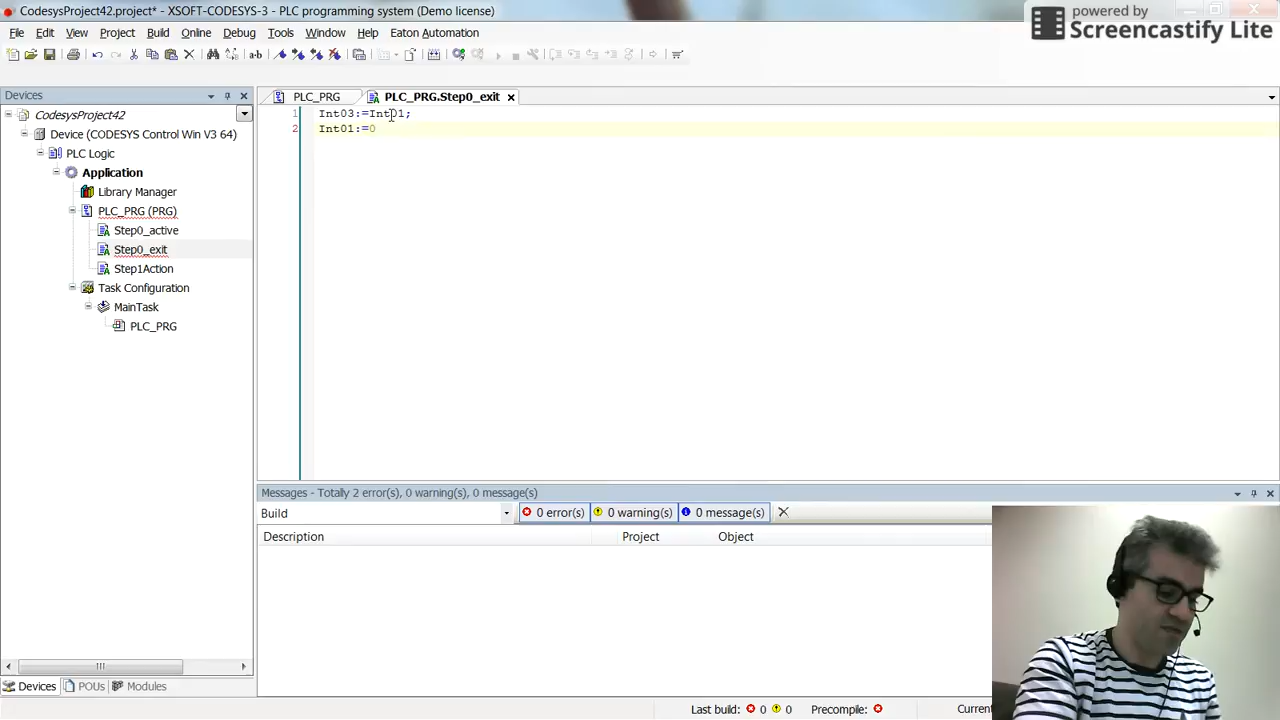 CodesysProject42.project* - XSOFT-CODESYS-3 - PLC programming system (Demo license)
powered by
Screencastify Lite
File Edit View Project Build Online Debug Tools Window Help Eaton Automation
Devices
PLC_PRG
PLC_PRG.Step0_exit
CodesysProject42
Device (CODESYS Control Win V3 64)
PLC Logic
Application
Library Manager
PLC_PRG (PRG)
Step0_active
Step0_exit
Step1Action
Task Configuration
MainTask
PLC_PRG
1 Int03:=Int01;
2 Int01:=0
Messages - Totally 2 error(s), 0 warning(s), 0 message(s)
Build
0 error(s)
0 warning(s)
0 message(s)
Description Project Object
Devices POUs Modules
Last build: 0 0 Precompile: